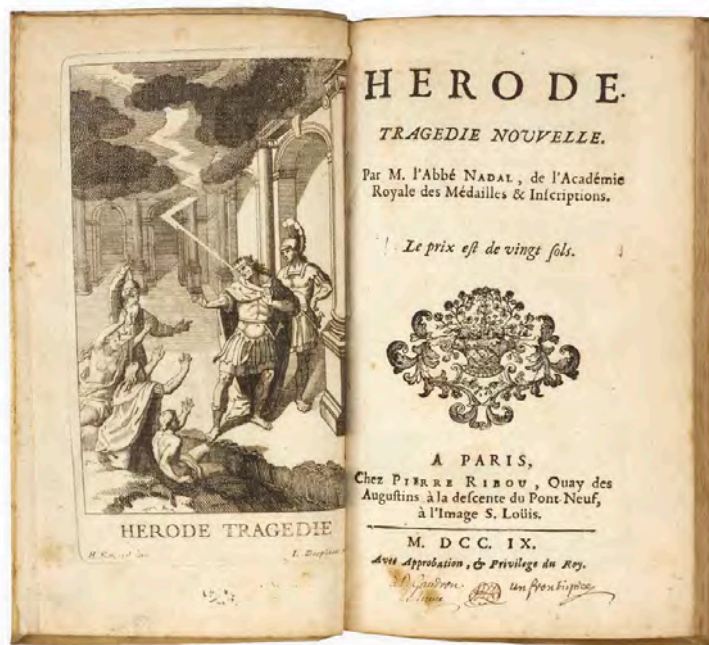 HERODE TRAGEDIE
HERODE.
TRAGEDIE NOUVELLE.
Par M. l'Abbé NADAL, de l'Académie
Royale des Médailles & Inſcriptions.
Le prix eſt de vingt ſols.
A PARIS,
Chez PIERRE RIBOU, Quay des
Auguſtins à la deſcente du Pont-Neuf,
à l'Image S. Loüis.
M. DCC. IX.
Avec Approbation, & Privilege du Roy.
un frontispice